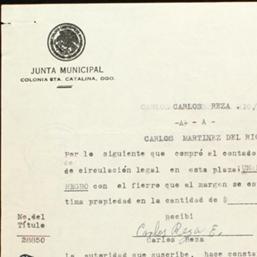 JUNTA MUNICIPAL
COLONIA STA. CATALINA, DGO.
CARLOS REZA
-A- A -
CARLOS MARTINEZ DEL RIO
Por lo siguiente que compré al contado
de circulación legal en esta plaza
NEGRO con el fierro que al margen se es
tima propiedad en la cantidad de $
recibí
No. del
Título
28850
Carlos Reza E.
Carlos Reza
La autoridad que suscribe, hace consta